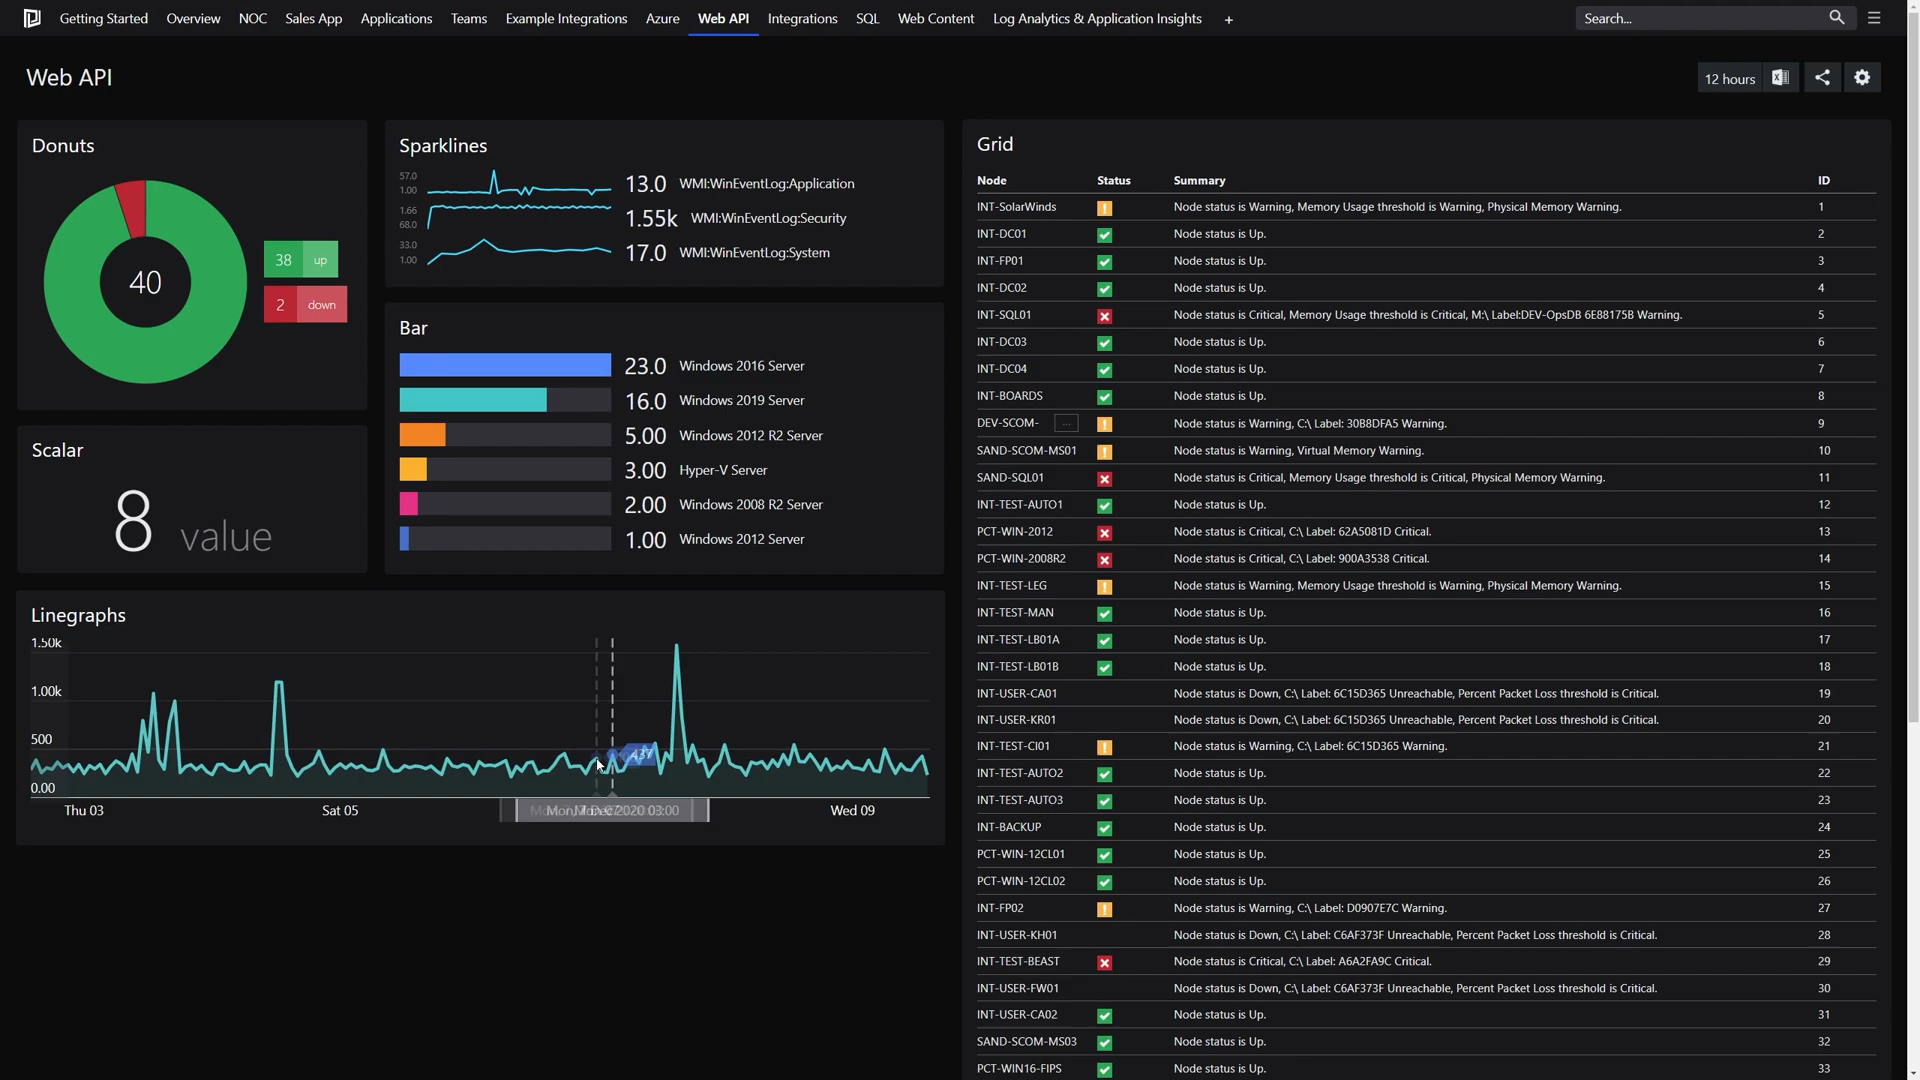 Getting Started Overview NOC Sales App Applications Teams Example Integrations Azure Web API Integrations SQL Web Content Log Analytics & Application Insights + Search...
Web API
12 hours
Donuts
40
38 up
2 down
Scalar
8 value
Sparklines
57.0
1.00
13.0 WMI:WinEventLog:Application
1.66
68.0
1.55k WMI:WinEventLog:Security
33.0
1.00
17.0 WMI:WinEventLog:System
Bar
23.0 Windows 2016 Server
16.0 Windows 2019 Server
5.00 Windows 2012 R2 Server
3.00 Hyper-V Server
2.00 Windows 2008 R2 Server
1.00 Windows 2012 Server
Linegraphs
1.50k
1.00k
500
0.00
437
Thu 03 Sat 05 2020 03:00 Wed 09
Grid
Node Status Summary ID
INT-SolarWinds Node status is Warning, Memory Usage threshold is Warning, Physical Memory Warning. 1
INT-DC01 Node status is Up. 2
INT-FP01 Node status is Up. 3
INT-DC02 Node status is Up. 4
INT-SQL01 Node status is Critical, Memory Usage threshold is Critical, M:\ Label:DEV-OpsDB 6E88175B Warning. 5
INT-DC03 Node status is Up. 6
INT-DC04 Node status is Up. 7
INT-BOARDS Node status is Up. 8
DEV-SCOM- ... Node status is Warning, C:\ Label: 30B8DFA5 Warning. 9
SAND-SCOM-MS01 Node status is Warning, Virtual Memory Warning. 10
SAND-SQL01 Node status is Critical, Memory Usage threshold is Critical, Physical Memory Warning. 11
INT-TEST-AUTO1 Node status is Up. 12
PCT-WIN-2012 Node status is Critical, C:\ Label: 62A5081D Critical. 13
PCT-WIN-2008R2 Node status is Critical, C:\ Label: 900A3538 Critical. 14
INT-TEST-LEG Node status is Warning, Memory Usage threshold is Warning, Physical Memory Warning. 15
INT-TEST-MAN Node status is Up. 16
INT-TEST-LB01A Node status is Up. 17
INT-TEST-LB01B Node status is Up. 18
INT-USER-CA01 Node status is Down, C:\ Label: 6C15D365 Unreachable, Percent Packet Loss threshold is Critical. 19
INT-USER-KR01 Node status is Down, C:\ Label: 6C15D365 Unreachable, Percent Packet Loss threshold is Critical. 20
INT-TEST-CI01 Node status is Warning, C:\ Label: 6C15D365 Warning. 21
INT-TEST-AUTO2 Node status is Up. 22
INT-TEST-AUTO3 Node status is Up. 23
INT-BACKUP Node status is Up. 24
PCT-WIN-12CL01 Node status is Up. 25
PCT-WIN-12CL02 Node status is Up. 26
INT-FP02 Node status is Warning, C:\ Label: D0907E7C Warning. 27
INT-USER-KH01 Node status is Down, C:\ Label: C6AF373F Unreachable, Percent Packet Loss threshold is Critical. 28
INT-TEST-BEAST Node status is Critical, C:\ Label: A6A2FA9C Critical. 29
INT-USER-FW01 Node status is Down, C:\ Label: C6AF373F Unreachable, Percent Packet Loss threshold is Critical. 30
INT-USER-CA02 Node status is Up. 31
SAND-SCOM-MS03 Node status is Up. 32
PCT-WIN16-FIPS Node status is Up. 33